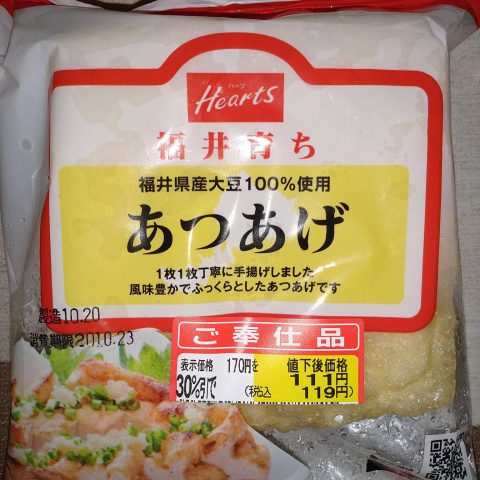 ハーツ
Hearts
福井育ち
福井県産大豆100%使用
あつあげ
1枚1枚丁寧に手揚げしました
風味豊かでふっくらとしたあつあげです
製造10.20
消費期限2010.23
ご奉仕品
表示価格 170円を 値下後価格
30%引で 111円
(税込 119円)